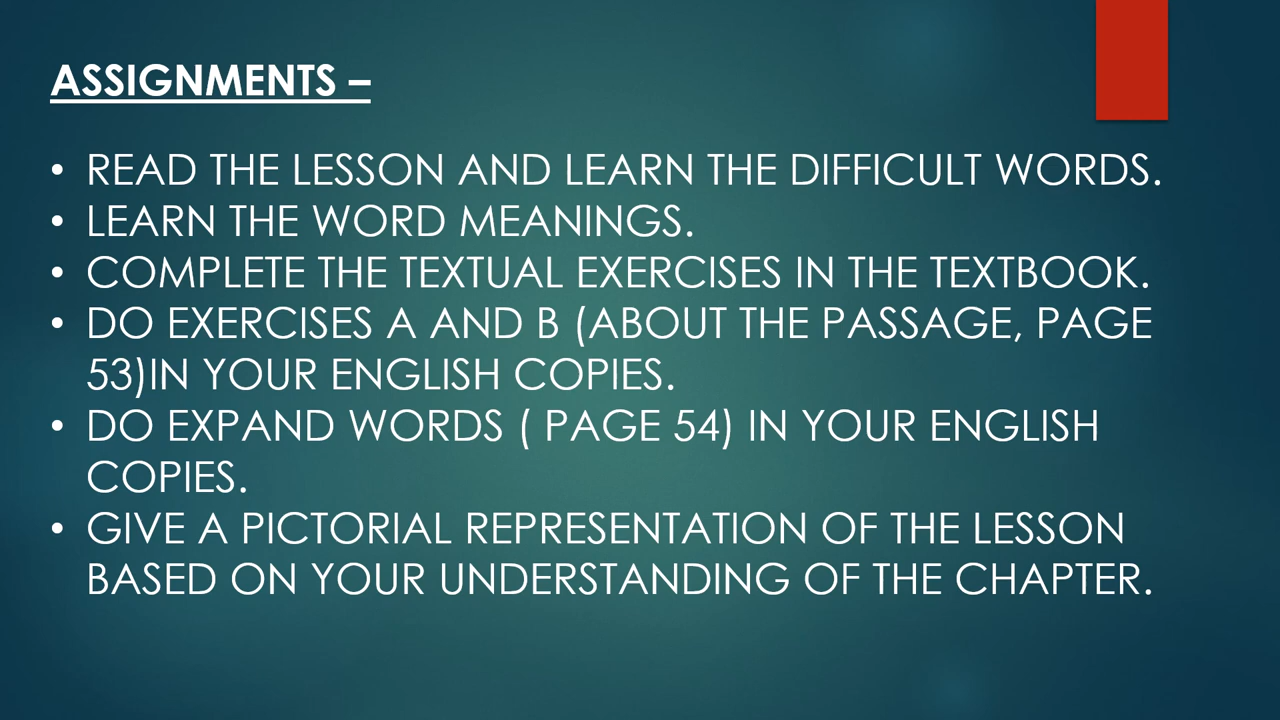 ASSIGNMENTS –
• READ THE LESSON AND LEARN THE DIFFICULT WORDS.
• LEARN THE WORD MEANINGS.
• COMPLETE THE TEXTUAL EXERCISES IN THE TEXTBOOK.
• DO EXERCISES A AND B (ABOUT THE PASSAGE, PAGE
53)IN YOUR ENGLISH COPIES.
• DO EXPAND WORDS ( PAGE 54) IN YOUR ENGLISH
COPIES.
• GIVE A PICTORIAL REPRESENTATION OF THE LESSON
BASED ON YOUR UNDERSTANDING OF THE CHAPTER.